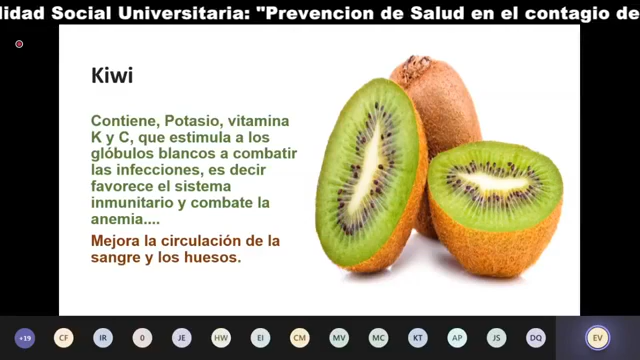 lidad Social Universitaria: "Prevencion de Salud en el contagio de
Kiwi
Contiene, Potasio, vitamina
K y C, que estimula a los
glóbulos blancos a combatir
las infecciones, es decir
favorece el sistema
inmunitario y combate la
anemia....
Mejora la circulación de la
sangre y los huesos.
+19 CF IR 0 JE HW EI CM MV MC KT AP JS DQ EV